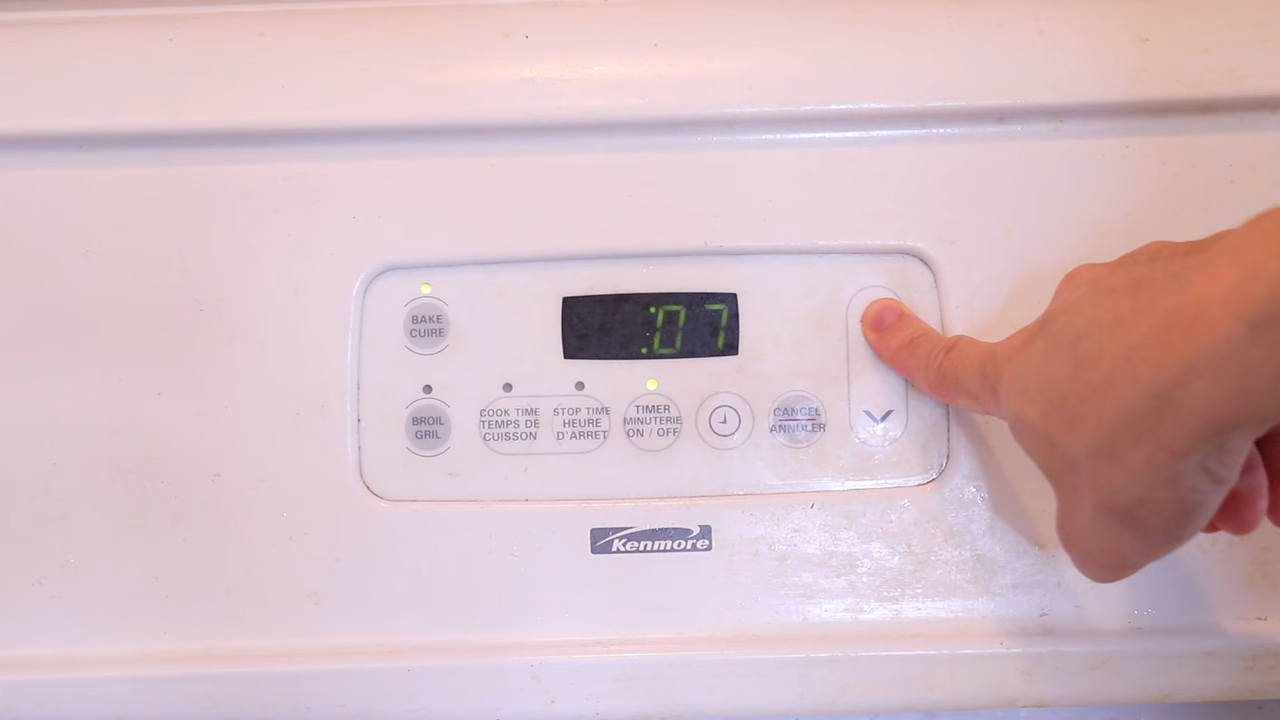 :07
BAKE
CUIRE
BROIL
GRIL
COOK TIME
TEMPS DE
CUISSON
STOP TIME
HEURE
D'ARRET
TIMER
MINUTERIE
ON / OFF
CANCEL
ANNULER
Kenmore